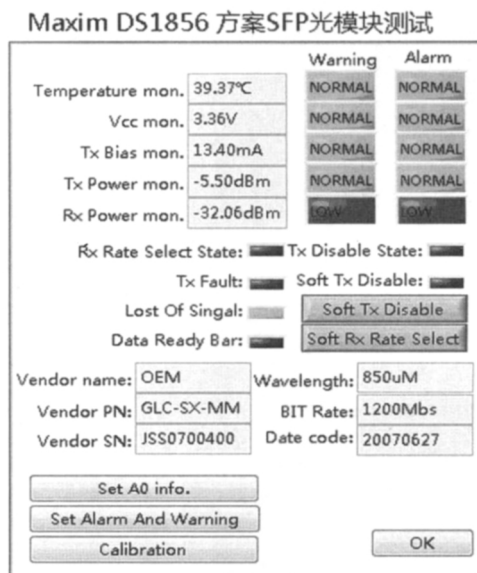 Maxim DS1856 方案SFP光模块测试
Warning Alarm
Temperature mon. 39.37℃ NORMAL NORMAL
Vcc mon. 3.36V NORMAL NORMAL
Tx Bias mon. 13.40mA NORMAL NORMAL
Tx Power mon. -5.50dBm NORMAL NORMAL
Rx Power mon. -32.06dBm LOW LOW
Rx Rate Select State: Tx Disable State:
Tx Fault: Soft Tx Disable:
Lost Of Singal: Soft Tx Disable
Data Ready Bar: Soft Rx Rate Select
Vendor name: OEM Wavelength: 850uM
Vendor PN: GLC-SX-MM BIT Rate: 1200Mbs
Vendor SN: JSS0700400 Date code: 20070627
Set A0 info.
Set Alarm And Warning
Calibration OK